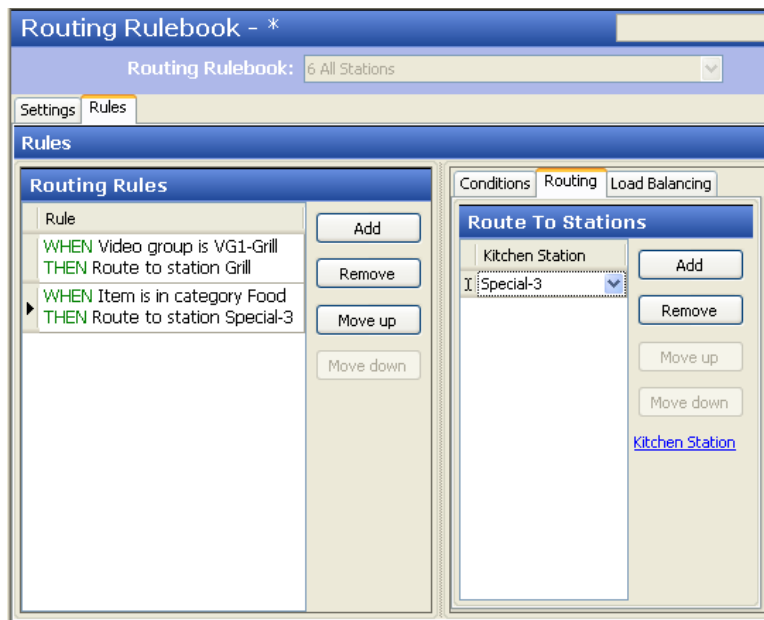 Routing Rulebook - *
Routing Rulebook: 6 All Stations
Settings Rules
Rules
Routing Rules
Rule
WHEN Video group is VG1-Grill
THEN Route to station Grill
WHEN Item is in category Food
THEN Route to station Special-3
Add
Remove
Move up
Move down
Conditions Routing Load Balancing
Route To Stations
Kitchen Station
Special-3
Add
Remove
Move up
Move down
Kitchen Station